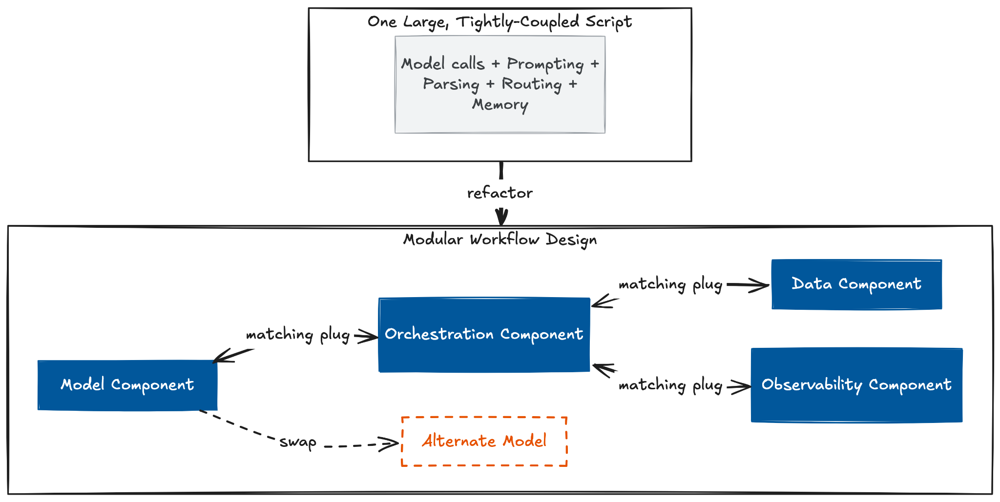 One Large, Tightly-Coupled Script
Model calls + Prompting +
Parsing + Routing +
Memory
refactor
Modular Workflow Design
matching plug
Data Component
matching plug
Orchestration Component
Model Component
matching plug
Observability Component
swap
Alternate Model